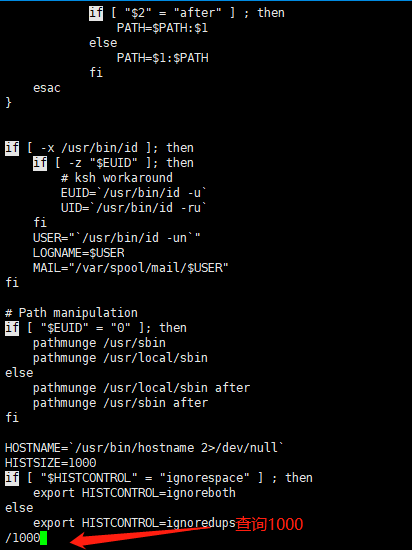 if [ "$2" = "after" ] ; then
                PATH=$PATH:$1
            else
                PATH=$1:$PATH
            fi
    esac
}
if [ -x /usr/bin/id ]; then
    if [ -z "$EUID" ]; then
        # ksh workaround
        EUID=`/usr/bin/id -u`
        UID=`/usr/bin/id -ru`
    fi
    USER="`/usr/bin/id -un`"
    LOGNAME=$USER
    MAIL="/var/spool/mail/$USER"
fi
# Path manipulation
if [ "$EUID" = "0" ]; then
    pathmunge /usr/sbin
    pathmunge /usr/local/sbin
else
    pathmunge /usr/local/sbin after
    pathmunge /usr/sbin after
fi
HOSTNAME=`/usr/bin/hostname 2>/dev/null`
HISTSIZE=1000
if [ "$HISTCONTROL" = "ignorespace" ] ; then
    export HISTCONTROL=ignoreboth
else
    export HISTCONTROL=ignoredups
查询1000
/1000